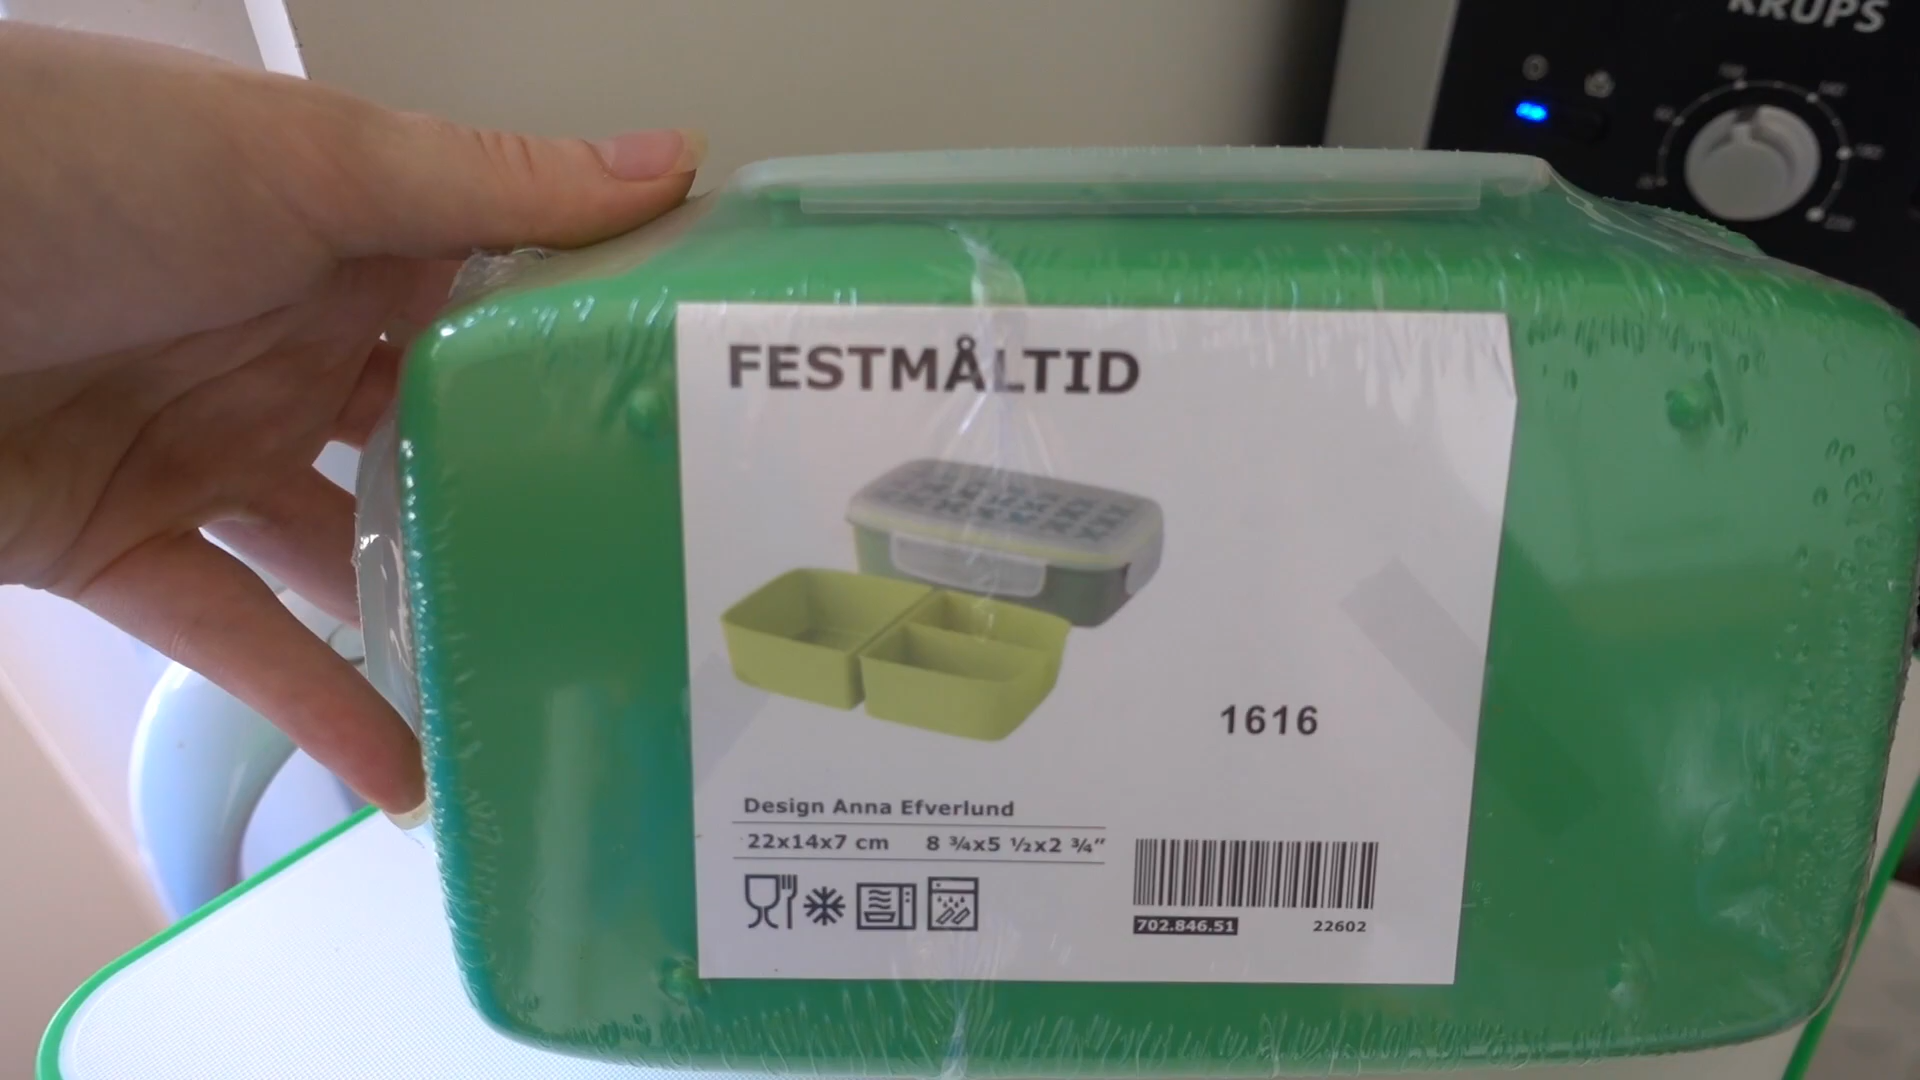 KRUPS
FESTMÅLTID
1616
Design Anna Efverlund
22x14x7 cm 8 ¾x5 ½x2 ¾"
702.846.51 22602